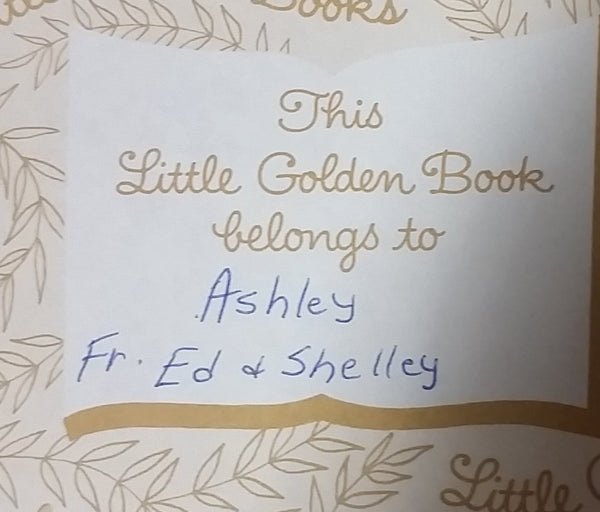 Books
This
Little Golden Book
belongs to
Ashley
Fr. Ed & Shelley
Little